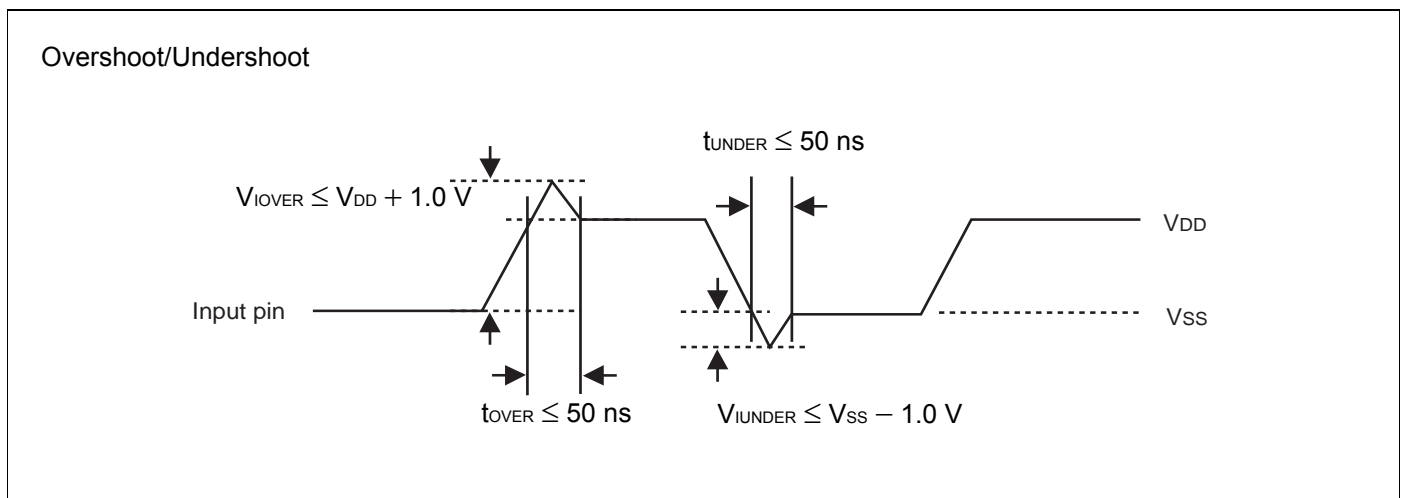 Overshoot/Undershoot
tUNDER ≤ 50 ns
VIOVER ≤ VDD + 1.0 V
VDD
Input pin
VSS
tOVER ≤ 50 ns
VIUNDER ≤ VSS − 1.0 V